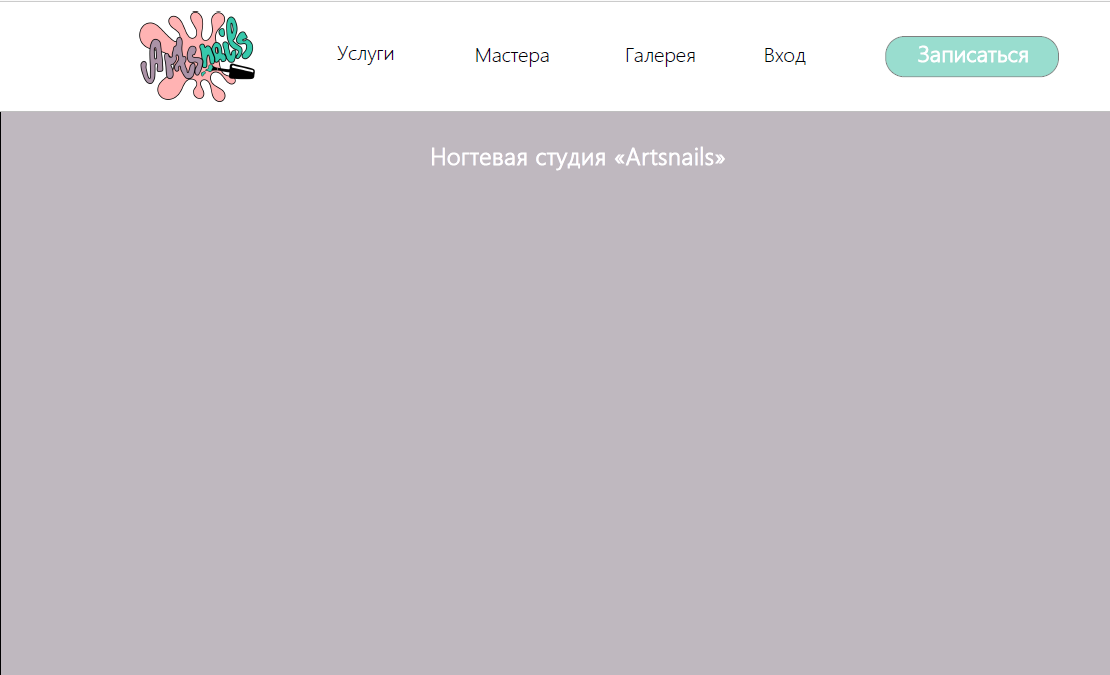 Artsnails
Услуги Мастера Галерея Вход Записаться
Ногтевая студия «Artsnails»